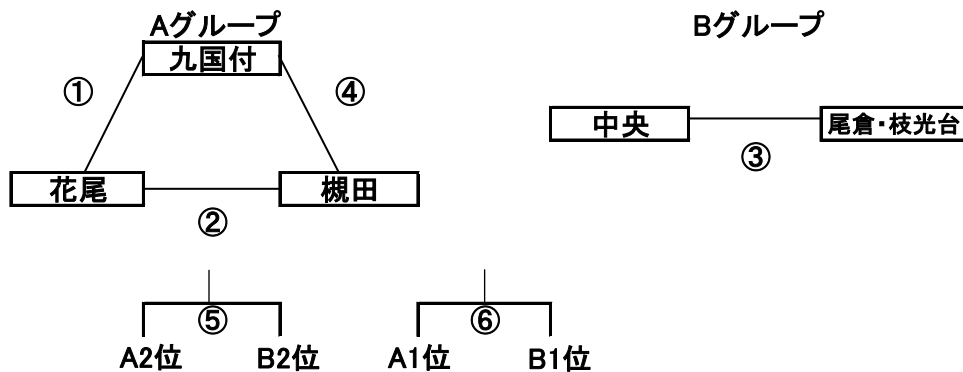 Aグループ
Bグループ
九国付
①
④
中央
尾倉・枝光台
③
花尾
槻田
②
⑤
⑥
A2位
B2位
A1位
B1位